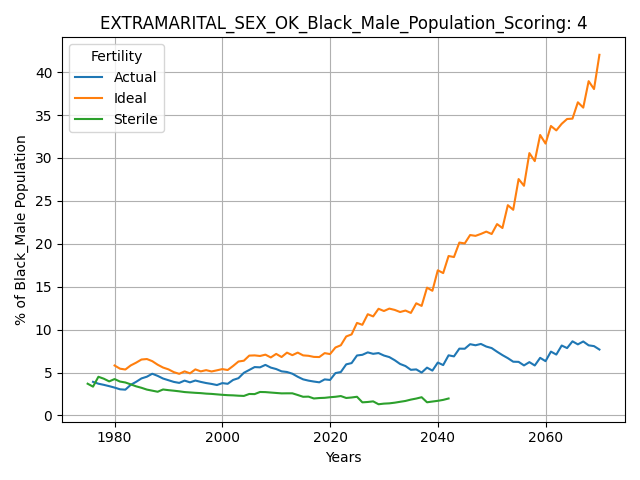 EXTRAMARITAL_SEX_OK_Black_Male_Population_Scoring: 4
Fertility
Actual
Ideal
Sterile
% of Black_Male Population
40
35
30
25
20
15
10
5
0
1980 2000 2020 2040 2060
Years